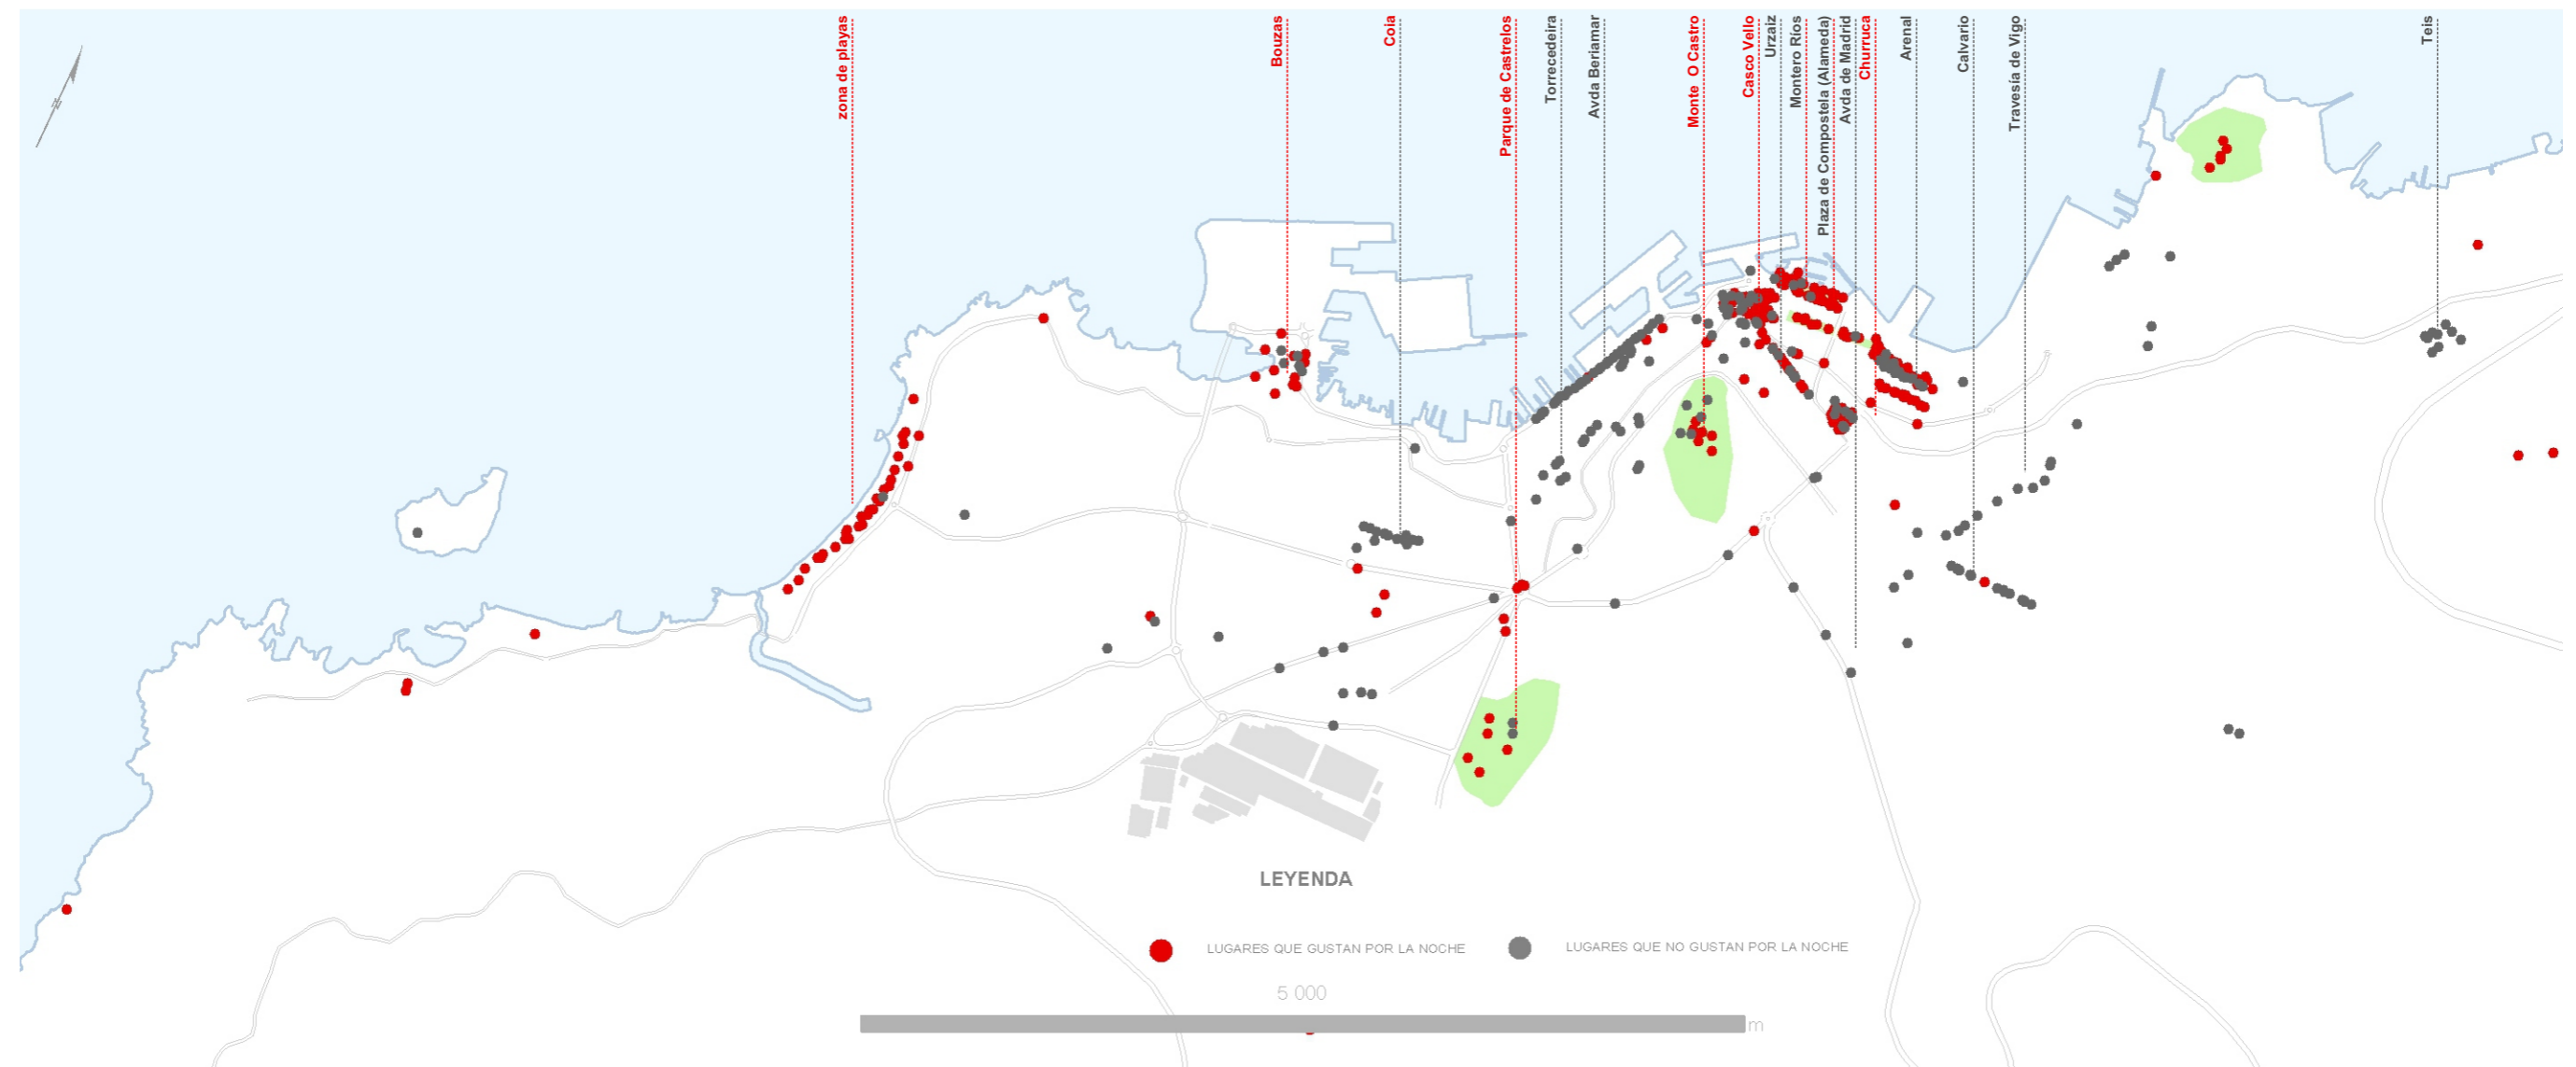 zona de playas
Bouzas
Coia
Parque de Castrelos
Torrecedeira
Avda Beriamar
Monte O Castro
Casco Vello
Urzaiz
Montero Ríos
Plaza de Compostela (Alameda)
Avda de Madrid
Churruca
Arenal
Calvario
Travesía de Vigo
Teis
N
LEYENDA
LUGARES QUE GUSTAN POR LA NOCHE
LUGARES QUE NO GUSTAN POR LA NOCHE
5 000
m